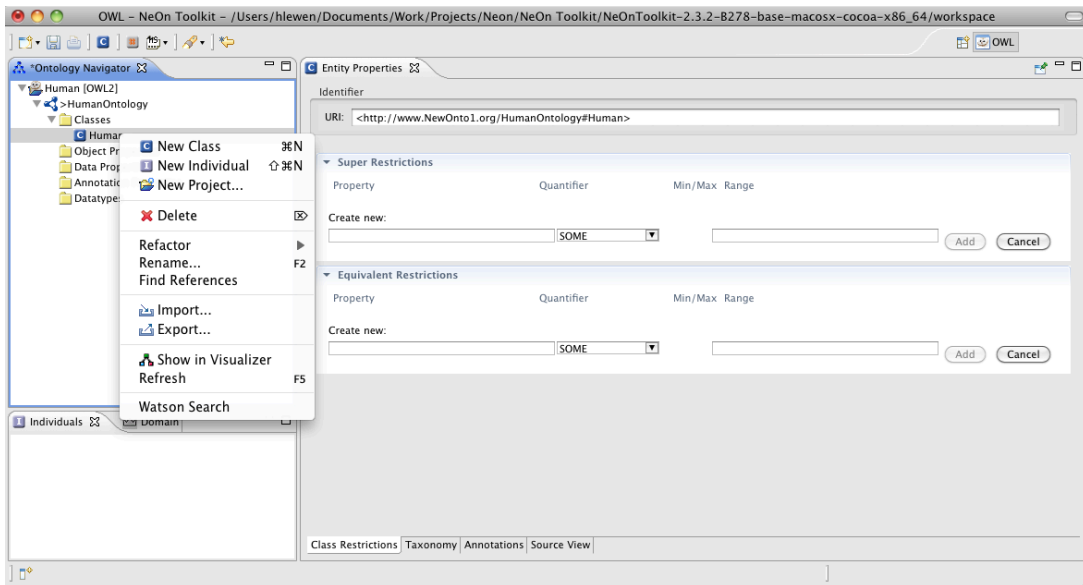 OWL - NeOn Toolkit - /Users/hlewen/Documents/Work/Projects/Neon/NeOn Toolkit/NeOnToolkit-2.3.2-B278-base-macosx-cocoa-x86_64/workspace
OWL
*Ontology Navigator
Human [OWL2]
>HumanOntology
Classes
Human
Object Pr
Data Prop
Annotatio
Datatype
New Class ⌘N
New Individual ⇧⌘N
New Project...
Delete ⌦
Refactor
Rename... F2
Find References
Import...
Export...
Show in Visualizer
Refresh F5
Watson Search
Individuals
Domain
Entity Properties
Identifier
URI: <http://www.NewOnto1.org/HumanOntology#Human>
Super Restrictions
Property Quantifier Min/Max Range
Create new:
SOME
Add Cancel
Equivalent Restrictions
Property Quantifier Min/Max Range
Create new:
SOME
Add Cancel
Class Restrictions Taxonomy Annotations Source View